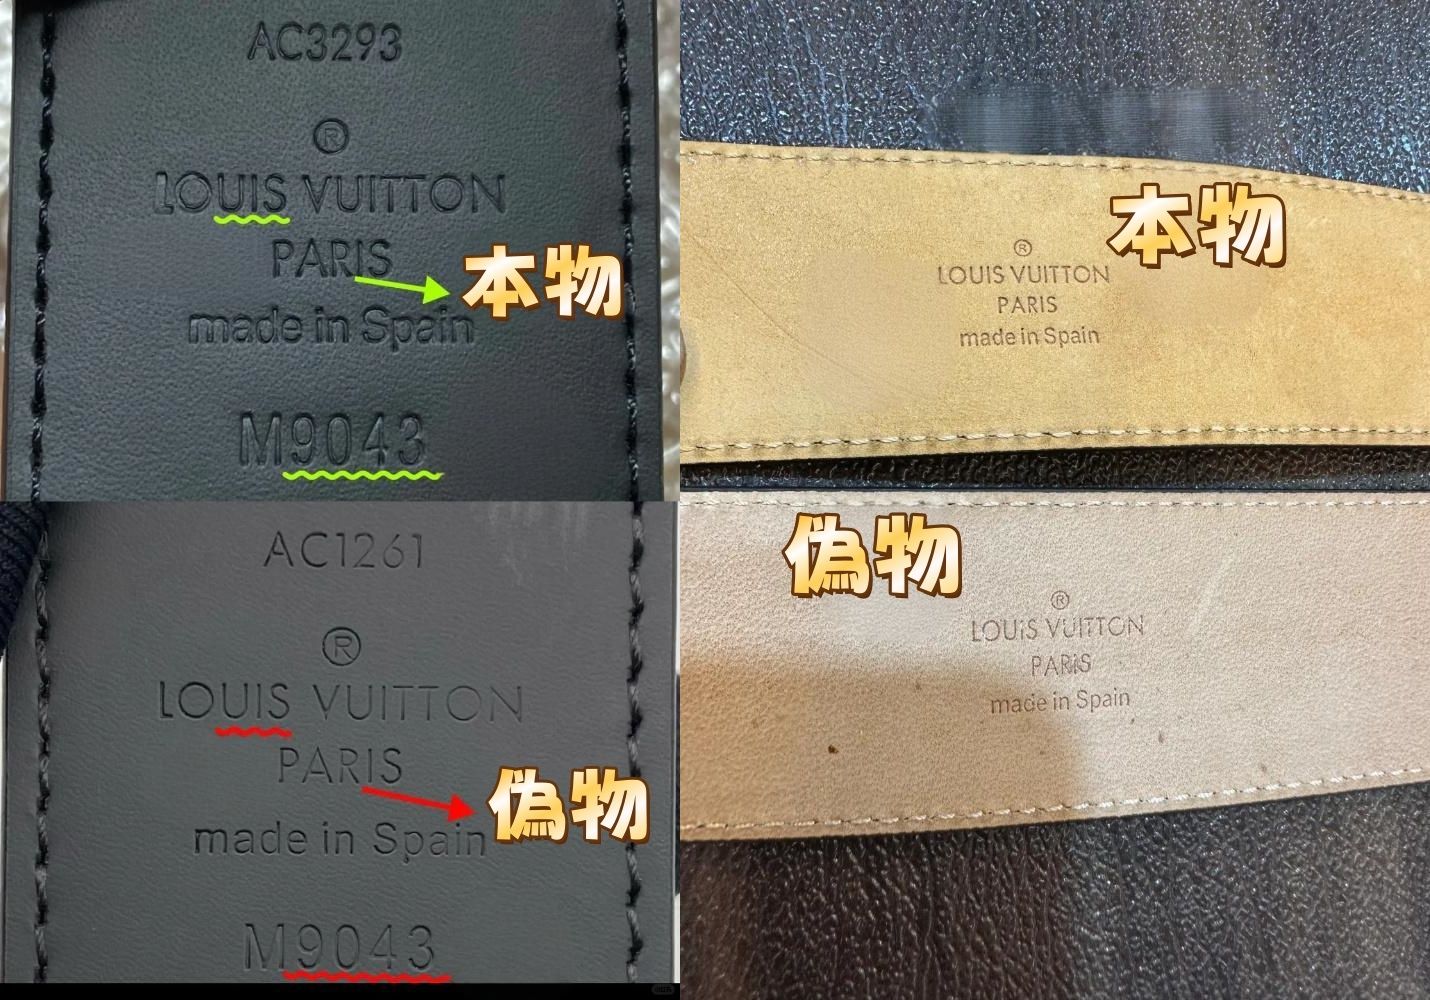 AC3293
®
LOUIS VUITTON
PARIS
本物
made in Spain
M9043
®
LOUIS VUITTON
PARIS
made in Spain
本物
AC1261
®
LOUIS VUITTON
PARIS
偽物
made in Spain
M9043
偽物
®
LOUIS VUITTON
PARIS
made in Spain